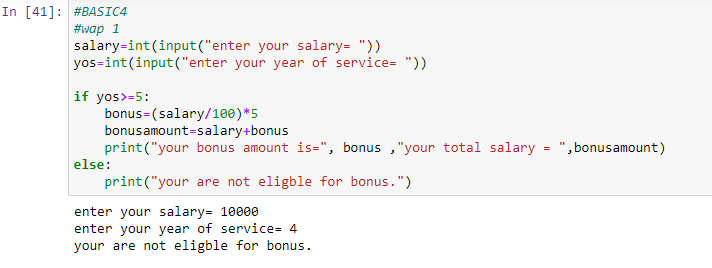 In [41]: #BASIC4
#wap 1
salary=int(input("enter your salary= "))
yos=int(input("enter your year of service= "))
if yos>=5:
bonus=(salary/100)*5
bonusamount=salary+bonus
print("your bonus amount is=", bonus ,"your total salary = ",bonusamount)
else:
print("your are not eligble for bonus.")
enter your salary= 10000
enter your year of service= 4
your are not eligble for bonus.